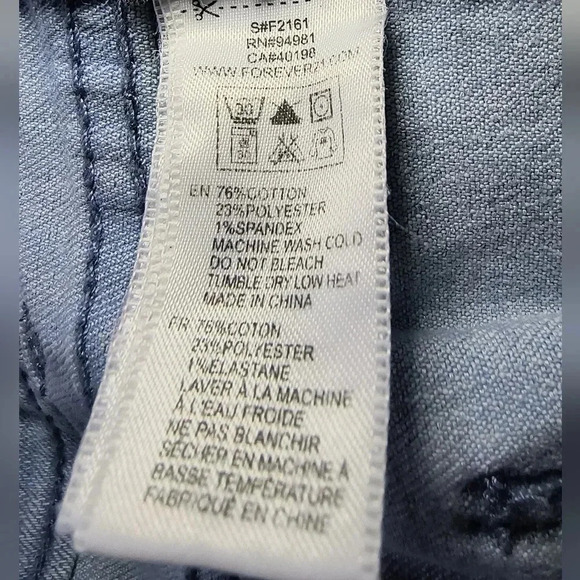 S#F2161
RN#94981
CA#40198
WWW.FOREVER21
30
EN 76%COTTON
23%POLYESTER
1%SPANDEX
MACHINE WASH COLD
DO NOT BLEACH
TUMBLE DRY LOW HEAT
MADE IN CHINA
FR 76%COTON
23%POLYESTER
1%ELASTANE
LAVER À LA MACHINE
À L'EAU FROIDE
NE PAS BLANCHIR
SÉCHER EN MACHINE À
BASSE TEMPÉRATURE
FABRIQUÉ EN CHINE